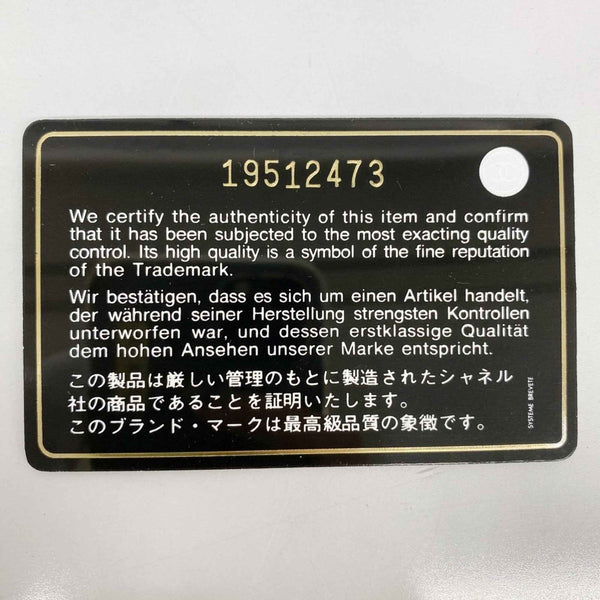 19512473
We certify the authenticity of this item and confirm
that it has been subjected to the most exacting quality
control. Its high quality is a symbol of the fine reputation
of the Trademark.
Wir bestätigen, dass es sich um einen Artikel handelt,
der während seiner Herstellung strengsten Kontrollen
unterworfen war, und dessen erstklassige Qualität
dem hohen Ansehen unserer Marke entspricht.
この製品は厳しい管理のもとに製造されたシャネル
社の商品であることを証明いたします。
このブランド・マークは最高級品質の象徴です。
SYSTEME BREVETE